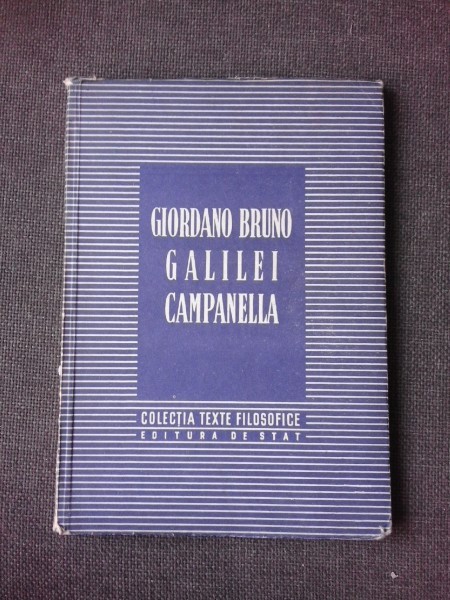 GIORDANO BRUNO
GALILEI
CAMPANELLA
COLECȚIA TEXTE FILOSOFICE
EDITURA DE STAT